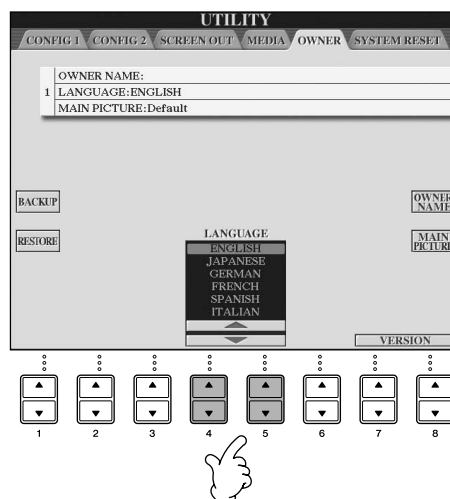 UTILITY
CONFIG 1 CONFIG 2 SCREEN OUT MEDIA OWNER SYSTEM RESET
OWNER NAME:
1 LANGUAGE:ENGLISH
MAIN PICTURE:Default
BACKUP
OWNER NAME
RESTORE
MAIN PICTURE
LANGUAGE
ENGLISH
JAPANESE
GERMAN
FRENCH
SPANISH
ITALIAN
VERSION
1 2 3 4 5 6 7 8